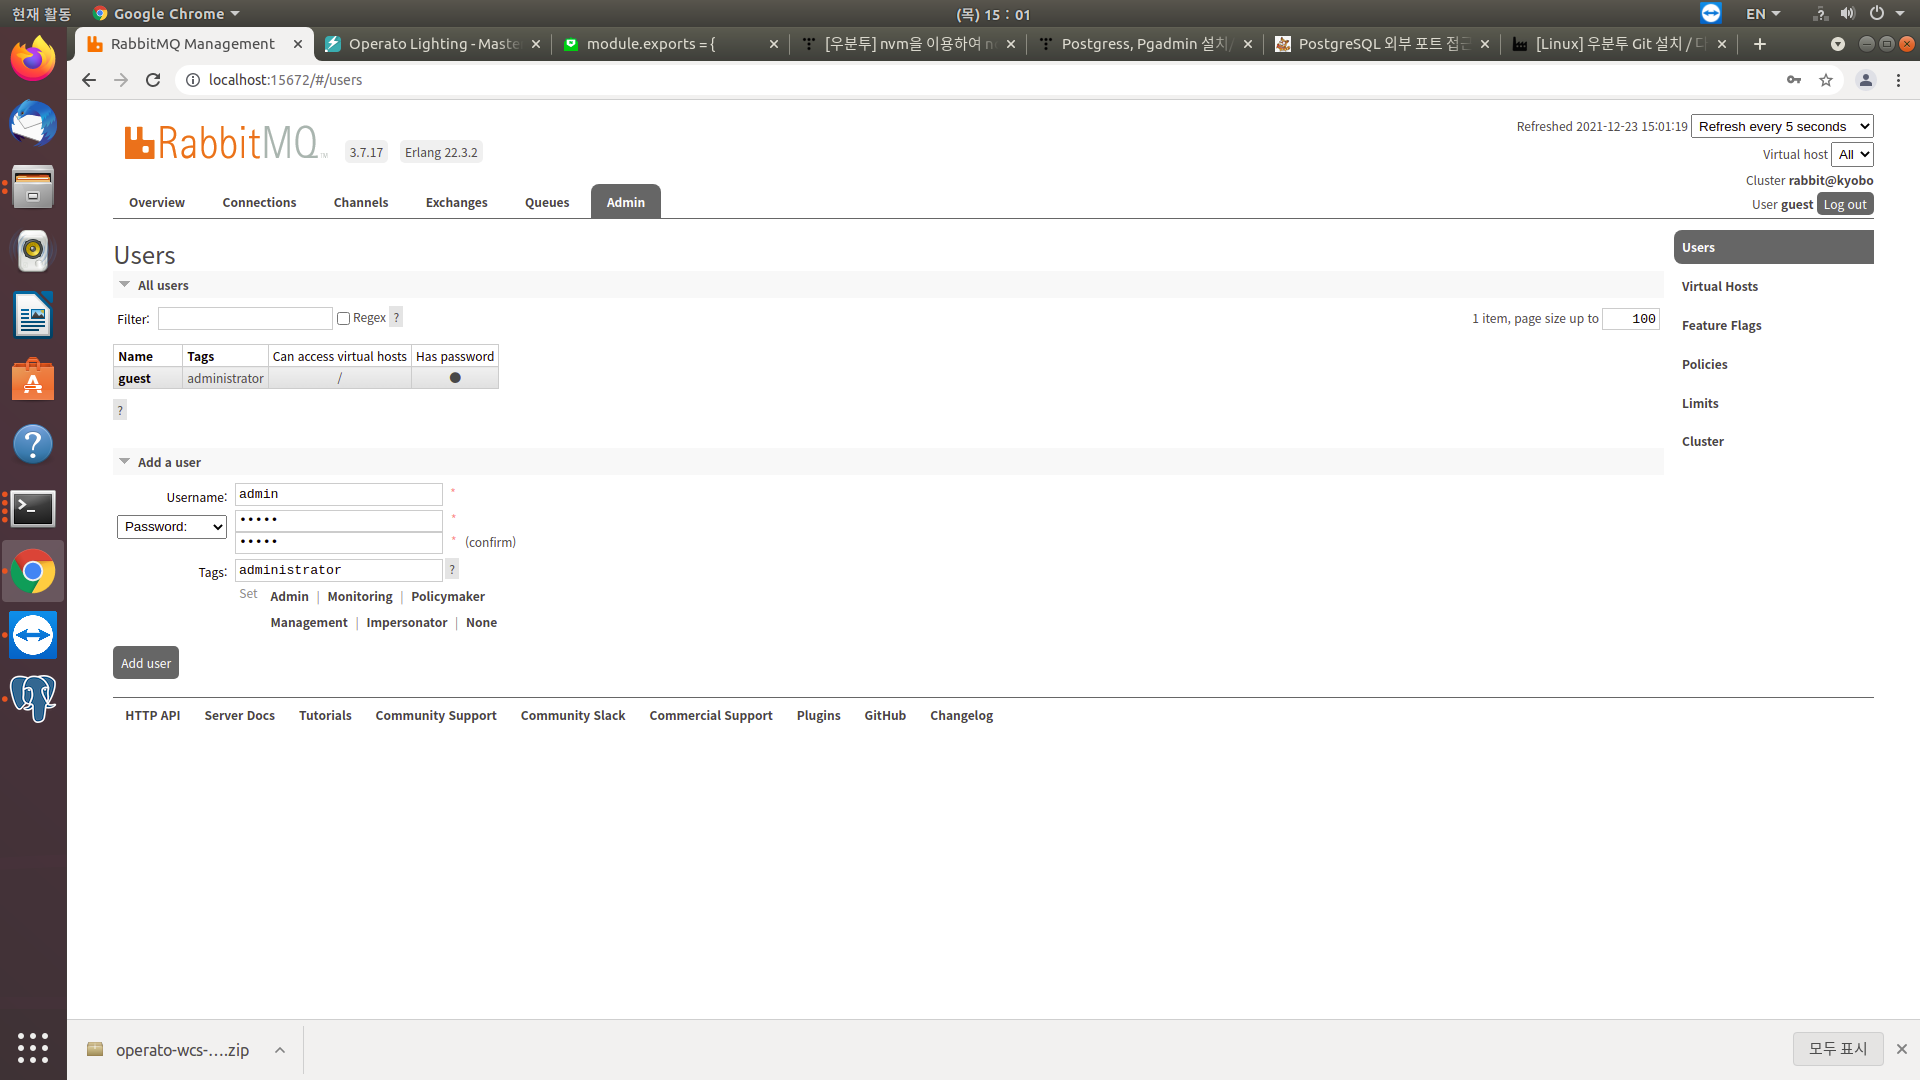 현재 활동
Google Chrome
(목) 15 : 01
EN
RabbitMQ Management
Operato Lighting - Maste
module.exports = {
[우분투] nvm을 이용하여 n
Postgress, Pgadmin 설치/
PostgreSQL 외부 포트 접근
[Linux] 우분투 Git 설치 / 
localhost:15672/#/users
RabbitMQ TM
3.7.17
Erlang 22.3.2
Refreshed 2021-12-23 15:01:19
Refresh every 5 seconds
Virtual host All
Cluster rabbit@kyobo
User guest Log out
Overview
Connections
Channels
Exchanges
Queues
Admin
Users
All users
Filter:
Regex ?
1 item, page size up to 100
Name Tags Can access virtual hosts Has password
guest administrator / ●
?
Add a user
Username: admin *
Password: ••••• *
••••• * (confirm)
Tags: administrator ?
Set Admin | Monitoring | Policymaker
Management | Impersonator | None
Add user
Users
Virtual Hosts
Feature Flags
Policies
Limits
Cluster
HTTP API
Server Docs
Tutorials
Community Support
Community Slack
Commercial Support
Plugins
GitHub
Changelog
operato-wcs-....zip
모두 표시